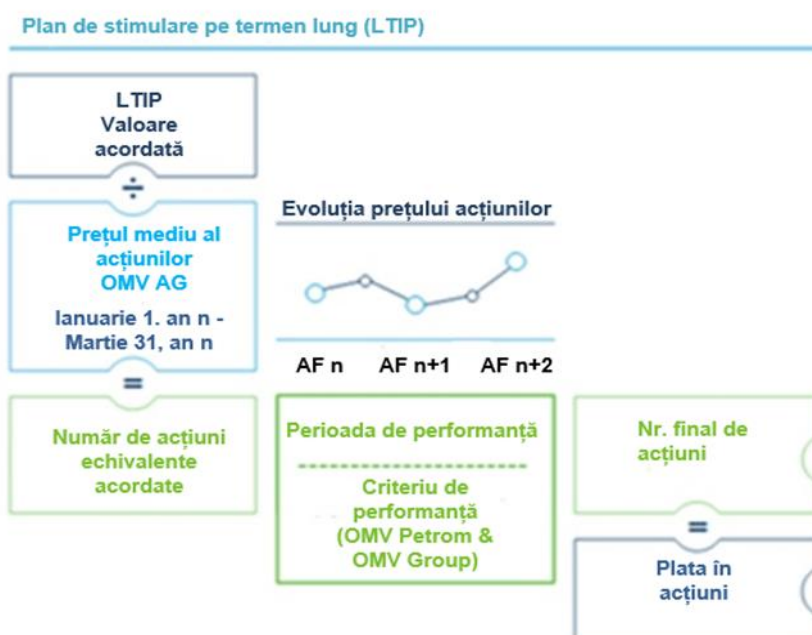 Plan de stimulare pe termen lung (LTIP)
LTIP
Valoare
acordată
÷
Prețul mediu al
acțiunilor
OMV AG
Ianuarie 1. an n -
Martie 31, an n
=
Număr de acțiuni
echivalente
acordate
Evoluția prețului acțiunilor
AF n AF n+1 AF n+2
Perioada de performanță
Criteriu de
performanță
(OMV Petrom &
OMV Group)
Nr. final de
acțiuni
=
Plata în
acțiuni